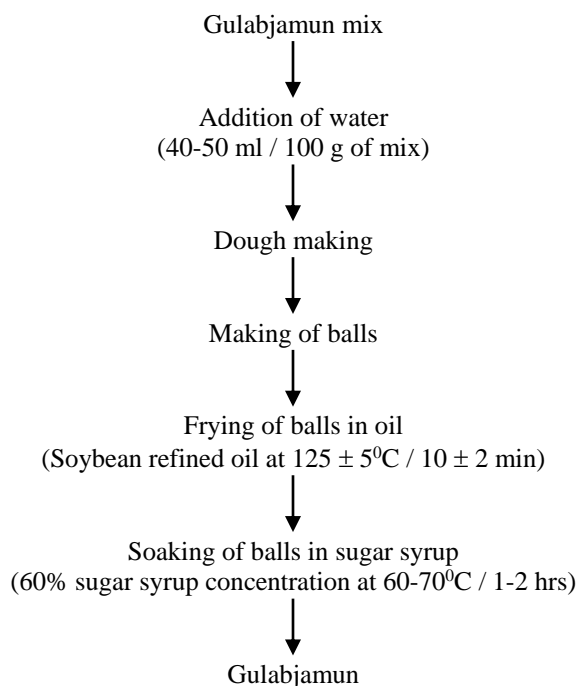 Gulabjamun mix
Addition of water
(40-50 ml / 100 g of mix)
Dough making
Making of balls
Frying of balls in oil
(Soybean refined oil at 125 ± 5⁰C / 10 ± 2 min)
Soaking of balls in sugar syrup
(60% sugar syrup concentration at 60-70⁰C / 1-2 hrs)
Gulabjamun